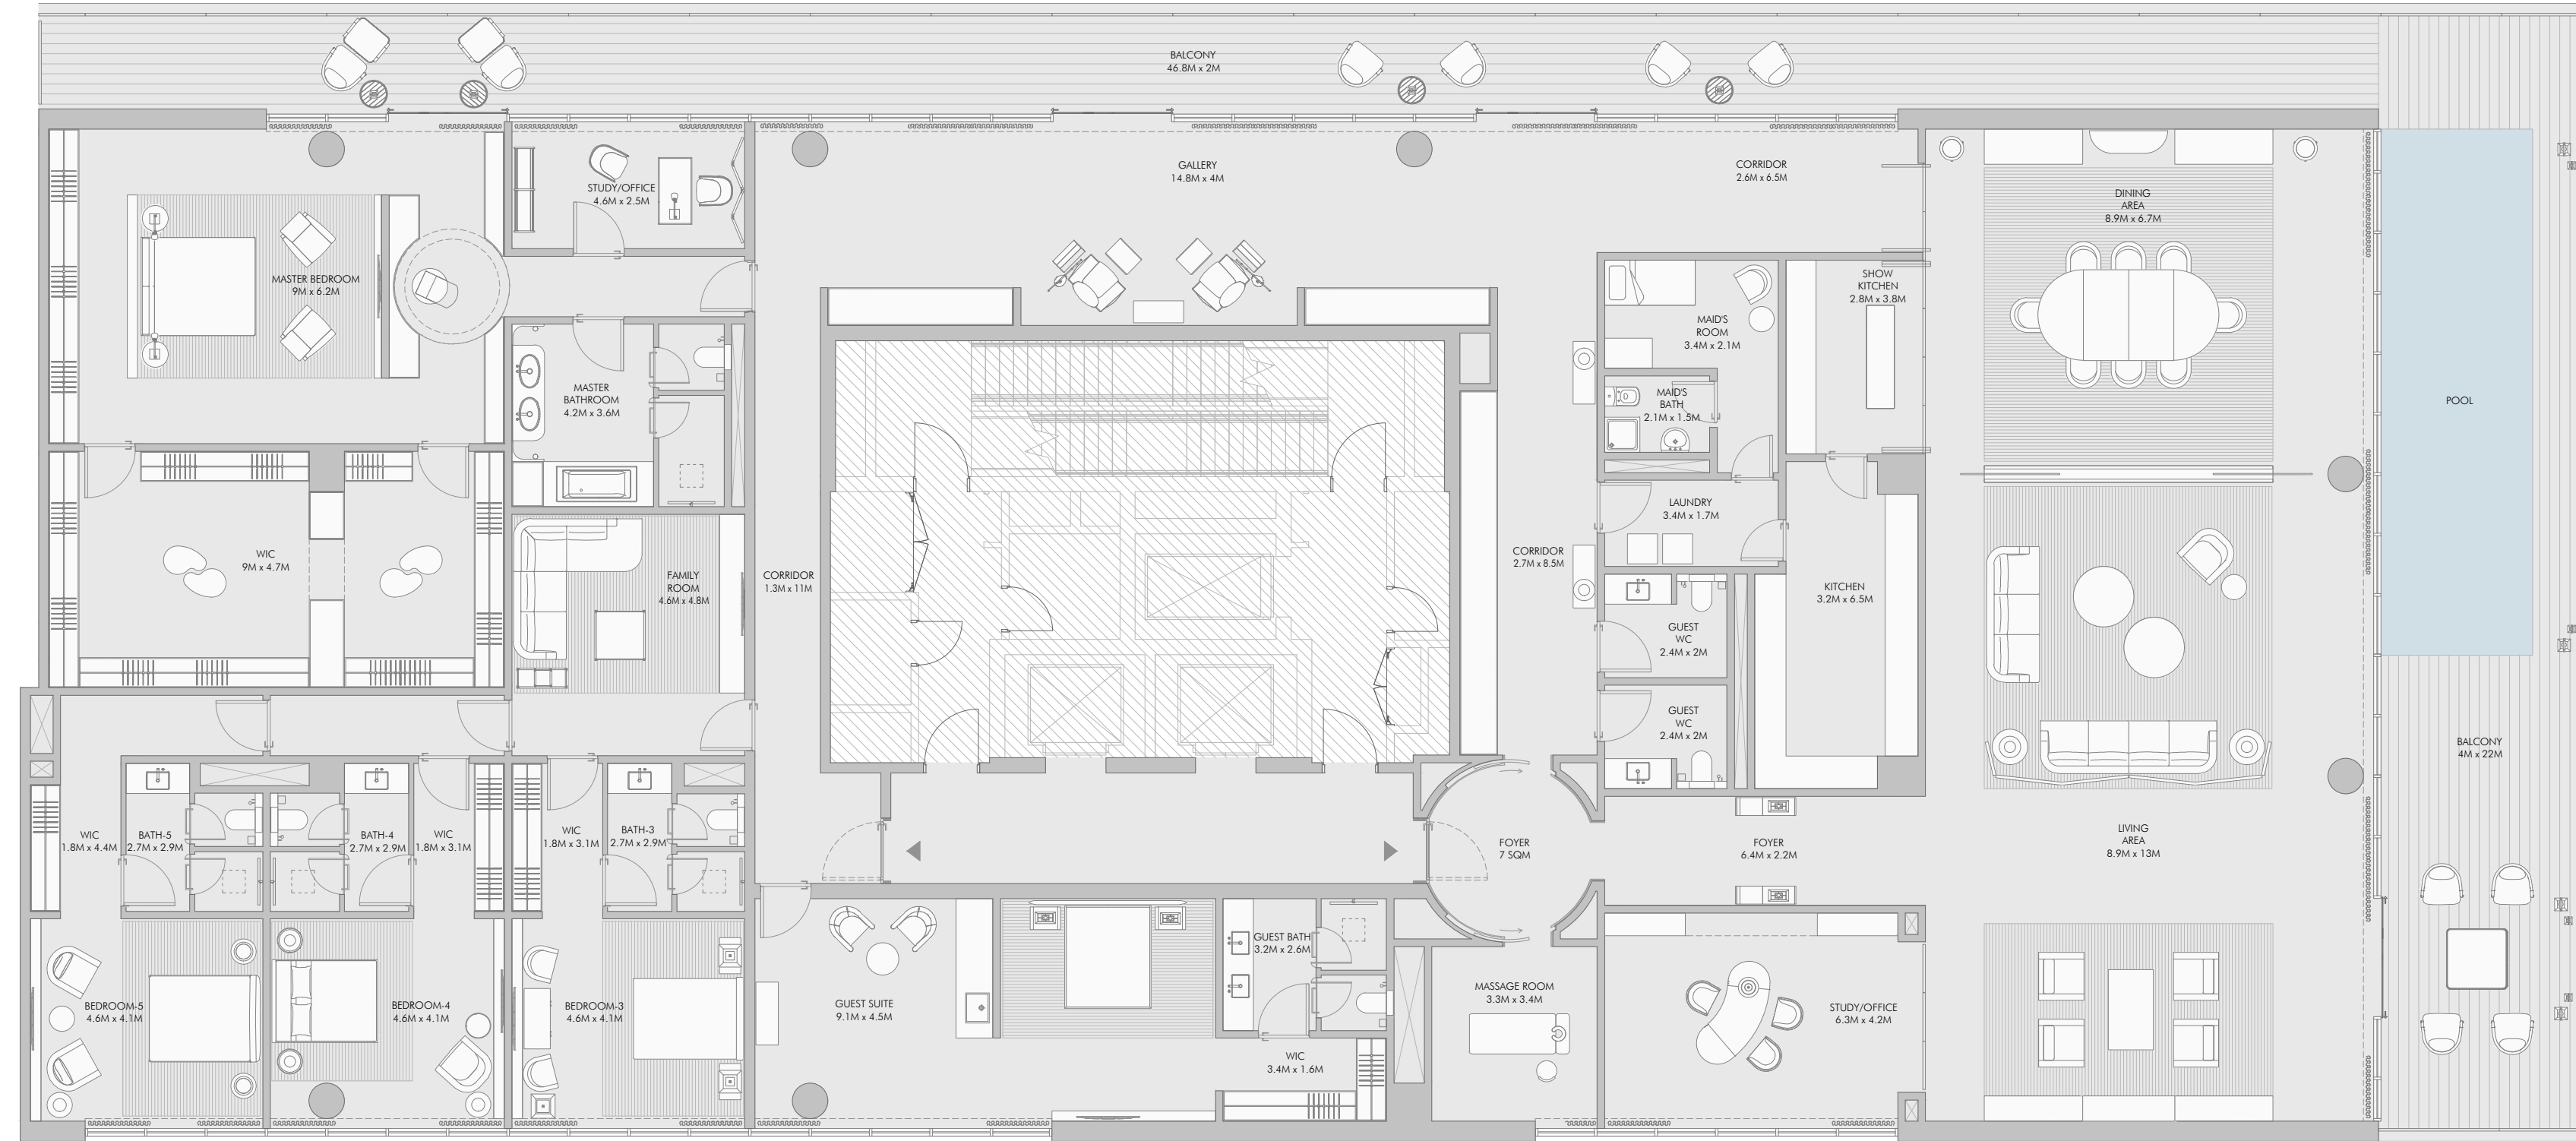 BALCONY
46.8M x 2M
GALLERY
14.8M x 4M
CORRIDOR
2.6M x 6.5M
STUDY/OFFICE
4.6M x 2.5M
DINING
AREA
8.9M x 6.7M
MASTER BEDROOM
9M x 6.2M
SHOW
KITCHEN
2.8M x 3.8M
MAID'S
ROOM
3.4M x 2.1M
MASTER
BATHROOM
4.2M x 3.6M
MAID'S
BATH
2.1M x 1.5M
POOL
LAUNDRY
3.4M x 1.7M
WIC
9M x 4.7M
FAMILY
ROOM
4.6M x 4.8M
CORRIDOR
1.3M x 11M
CORRIDOR
2.7M x 8.5M
KITCHEN
3.2M x 6.5M
GUEST
WC
2.4M x 2M
GUEST
WC
2.4M x 2M
BALCONY
4M x 22M
WIC
1.8M x 4.4M
BATH-5
2.7M x 2.9M
BATH-4
2.7M x 2.9M
WIC
1.8M x 3.1M
WIC
1.8M x 3.1M
BATH-3
2.7M x 2.9M
FOYER
7 SQM
FOYER
6.4M x 2.2M
LIVING
AREA
8.9M x 13M
GUEST BATH
3.2M x 2.6M
BEDROOM-5
4.6M x 4.1M
BEDROOM-4
4.6M x 4.1M
BEDROOM-3
4.6M x 4.1M
GUEST SUITE
9.1M x 4.5M
MASSAGE ROOM
3.3M x 3.4M
STUDY/OFFICE
6.3M x 4.2M
WIC
3.4M x 1.6M